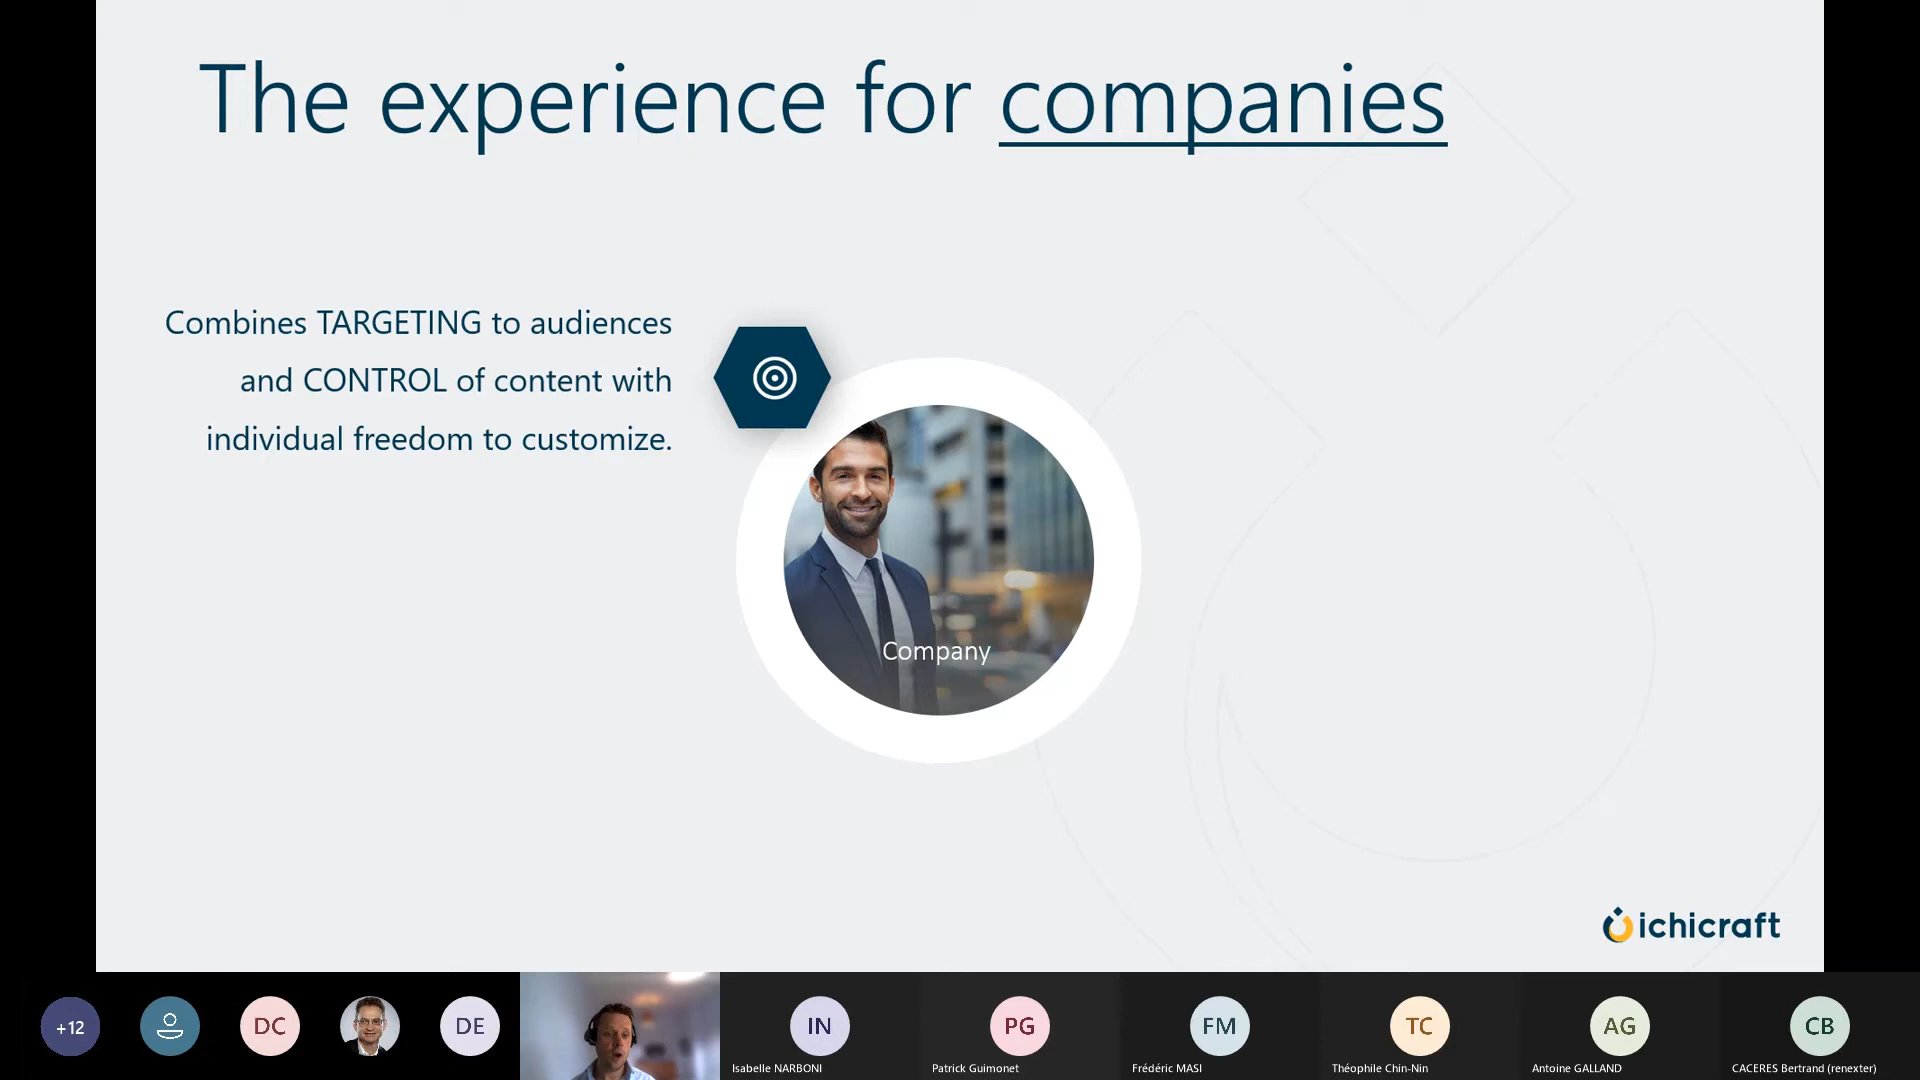 The experience for companies
Combines TARGETING to audiences
and CONTROL of content with
individual freedom to customize.
Company
ichicraft
+12
DC
DE
IN
PG
FM
TC
AG
CB
Isabelle NARBONI
Patrick Guimonet
Frédéric MASI
Théophile Chin-Nin
Antoine GALLAND
CACERES Bertrand (renexter)